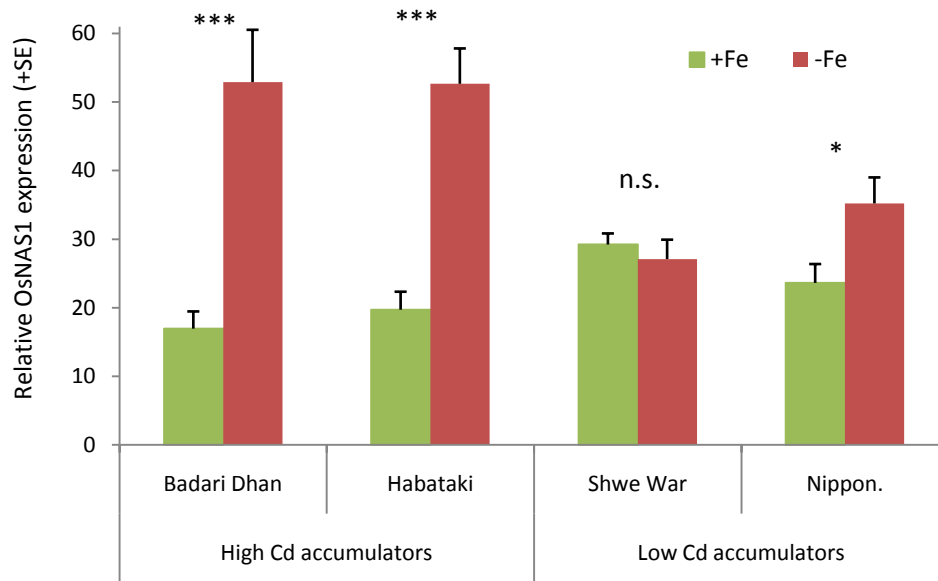 Relative OsNAS1 expression (+SE)
60
50
40
30
20
10
0
***
***
n.s.
*
+Fe -Fe
Badari Dhan Habataki Shwe War Nippon.
High Cd accumulators Low Cd accumulators